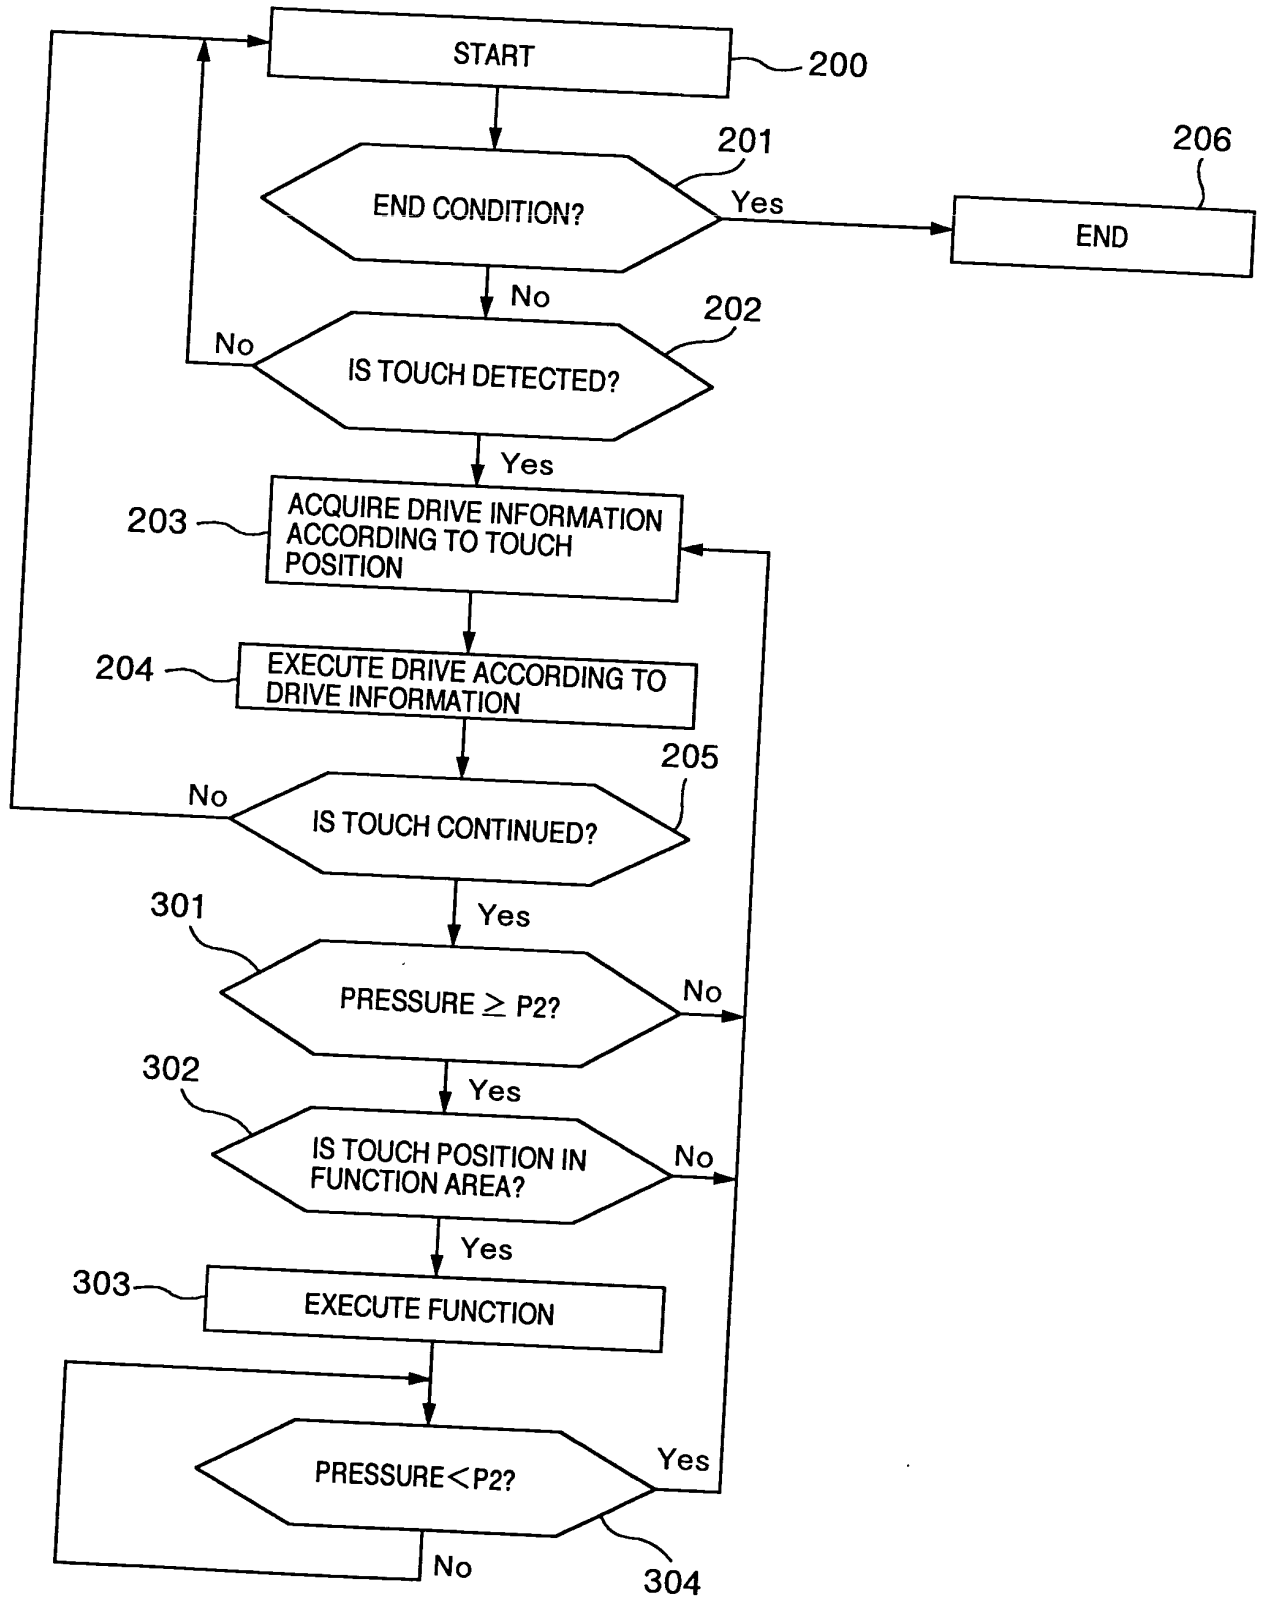 START
200
201
206
END CONDITION?
Yes
END
No
202
No
IS TOUCH DETECTED?
Yes
203
ACQUIRE DRIVE INFORMATION
ACCORDING TO TOUCH
POSITION
204
EXECUTE DRIVE ACCORDING TO
DRIVE INFORMATION
205
No
IS TOUCH CONTINUED?
Yes
301
PRESSURE ≥ P2?
No
Yes
302
IS TOUCH POSITION IN
FUNCTION AREA?
No
Yes
303
EXECUTE FUNCTION
PRESSURE<P2?
Yes
No
304